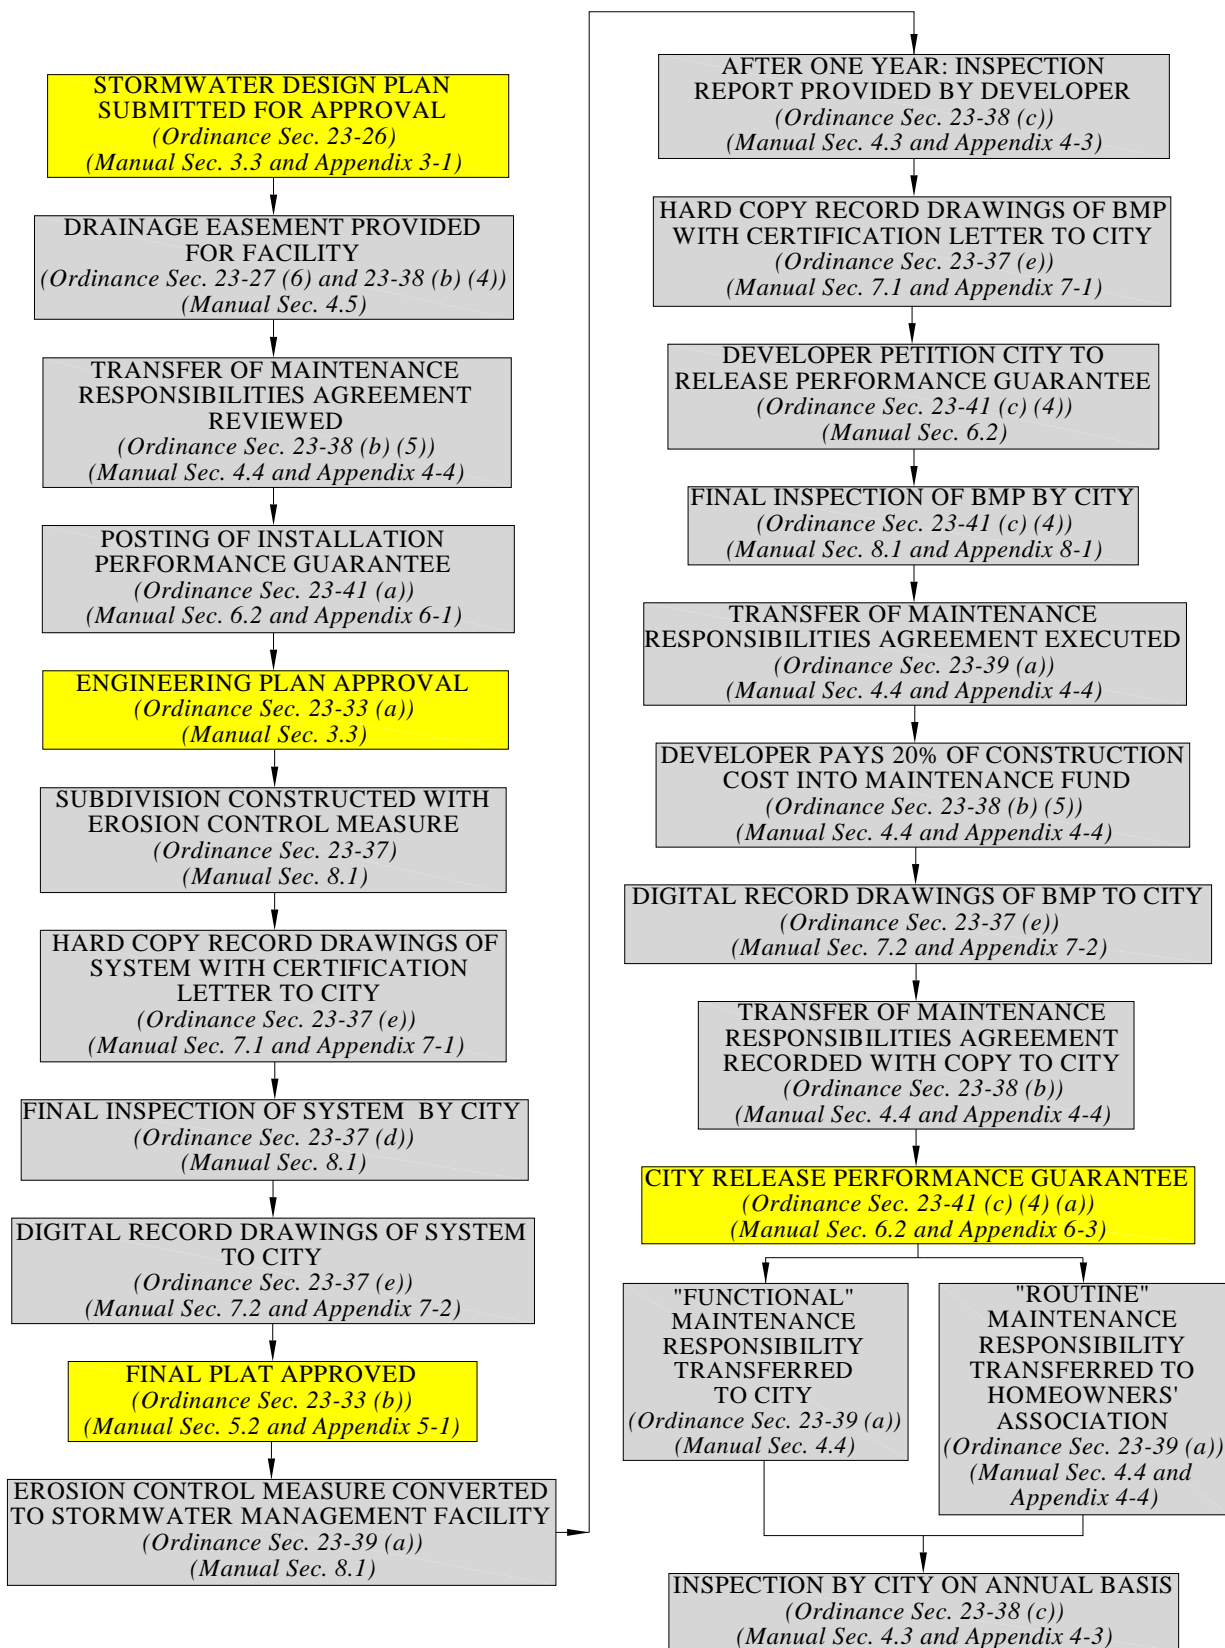 STORMWATER DESIGN PLAN
SUBMITTED FOR APPROVAL
(Ordinance Sec. 23-26)
(Manual Sec. 3.3 and Appendix 3-1)
DRAINAGE EASEMENT PROVIDED
FOR FACILITY
(Ordinance Sec. 23-27 (6) and 23-38 (b) (4))
(Manual Sec. 4.5)
TRANSFER OF MAINTENANCE
RESPONSIBILITIES AGREEMENT
REVIEWED
(Ordinance Sec. 23-38 (b) (5))
(Manual Sec. 4.4 and Appendix 4-4)
POSTING OF INSTALLATION
PERFORMANCE GUARANTEE
(Ordinance Sec. 23-41 (a))
(Manual Sec. 6.2 and Appendix 6-1)
ENGINEERING PLAN APPROVAL
(Ordinance Sec. 23-33 (a))
(Manual Sec. 3.3)
SUBDIVISION CONSTRUCTED WITH
EROSION CONTROL MEASURE
(Ordinance Sec. 23-37)
(Manual Sec. 8.1)
HARD COPY RECORD DRAWINGS OF
SYSTEM WITH CERTIFICATION
LETTER TO CITY
(Ordinance Sec. 23-37 (e))
(Manual Sec. 7.1 and Appendix 7-1)
FINAL INSPECTION OF SYSTEM BY CITY
(Ordinance Sec. 23-37 (d))
(Manual Sec. 8.1)
DIGITAL RECORD DRAWINGS OF SYSTEM
TO CITY
(Ordinance Sec. 23-37 (e))
(Manual Sec. 7.2 and Appendix 7-2)
FINAL PLAT APPROVED
(Ordinance Sec. 23-33 (b))
(Manual Sec. 5.2 and Appendix 5-1)
EROSION CONTROL MEASURE CONVERTED
TO STORMWATER MANAGEMENT FACILITY
(Ordinance Sec. 23-39 (a))
(Manual Sec. 8.1)
AFTER ONE YEAR: INSPECTION
REPORT PROVIDED BY DEVELOPER
(Ordinance Sec. 23-38 (c))
(Manual Sec. 4.3 and Appendix 4-3)
HARD COPY RECORD DRAWINGS OF BMP
WITH CERTIFICATION LETTER TO CITY
(Ordinance Sec. 23-37 (e))
(Manual Sec. 7.1 and Appendix 7-1)
DEVELOPER PETITION CITY TO
RELEASE PERFORMANCE GUARANTEE
(Ordinance Sec. 23-41 (c) (4))
(Manual Sec. 6.2)
FINAL INSPECTION OF BMP BY CITY
(Ordinance Sec. 23-41 (c) (4))
(Manual Sec. 8.1 and Appendix 8-1)
TRANSFER OF MAINTENANCE
RESPONSIBILITIES AGREEMENT EXECUTED
(Ordinance Sec. 23-39 (a))
(Manual Sec. 4.4 and Appendix 4-4)
DEVELOPER PAYS 20% OF CONSTRUCTION
COST INTO MAINTENANCE FUND
(Ordinance Sec. 23-38 (b) (5))
(Manual Sec. 4.4 and Appendix 4-4)
DIGITAL RECORD DRAWINGS OF BMP TO CITY
(Ordinance Sec. 23-37 (e))
(Manual Sec. 7.2 and Appendix 7-2)
TRANSFER OF MAINTENANCE
RESPONSIBILITIES AGREEMENT
RECORDED WITH COPY TO CITY
(Ordinance Sec. 23-38 (b))
(Manual Sec. 4.4 and Appendix 4-4)
CITY RELEASE PERFORMANCE GUARANTEE
(Ordinance Sec. 23-41 (c) (4) (a))
(Manual Sec. 6.2 and Appendix 6-3)
"FUNCTIONAL"
MAINTENANCE
RESPONSIBILITY
TRANSFERRED
TO CITY
(Ordinance Sec. 23-39 (a))
(Manual Sec. 4.4)
"ROUTINE"
MAINTENANCE
RESPONSIBILITY
TRANSFERRED TO
HOMEOWNERS'
ASSOCIATION
(Ordinance Sec. 23-39 (a))
(Manual Sec. 4.4 and
Appendix 4-4)
INSPECTION BY CITY ON ANNUAL BASIS
(Ordinance Sec. 23-38 (c))
(Manual Sec. 4.3 and Appendix 4-3)